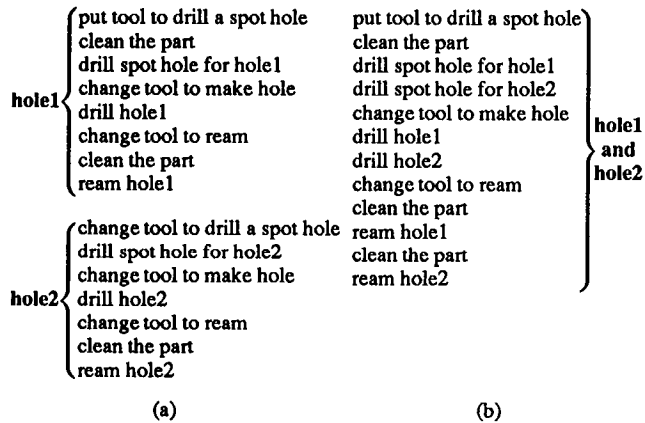 hole1
put tool to drill a spot hole
clean the part
drill spot hole for hole1
change tool to make hole
drill hole1
change tool to ream
clean the part
ream hole1
hole2
change tool to drill a spot hole
drill spot hole for hole2
change tool to make hole
drill hole2
change tool to ream
clean the part
ream hole2
(a)
put tool to drill a spot hole
clean the part
drill spot hole for hole1
drill spot hole for hole2
change tool to make hole
drill hole1
drill hole2
change tool to ream
clean the part
ream hole1
clean the part
ream hole2
hole1
and
hole2
(b)